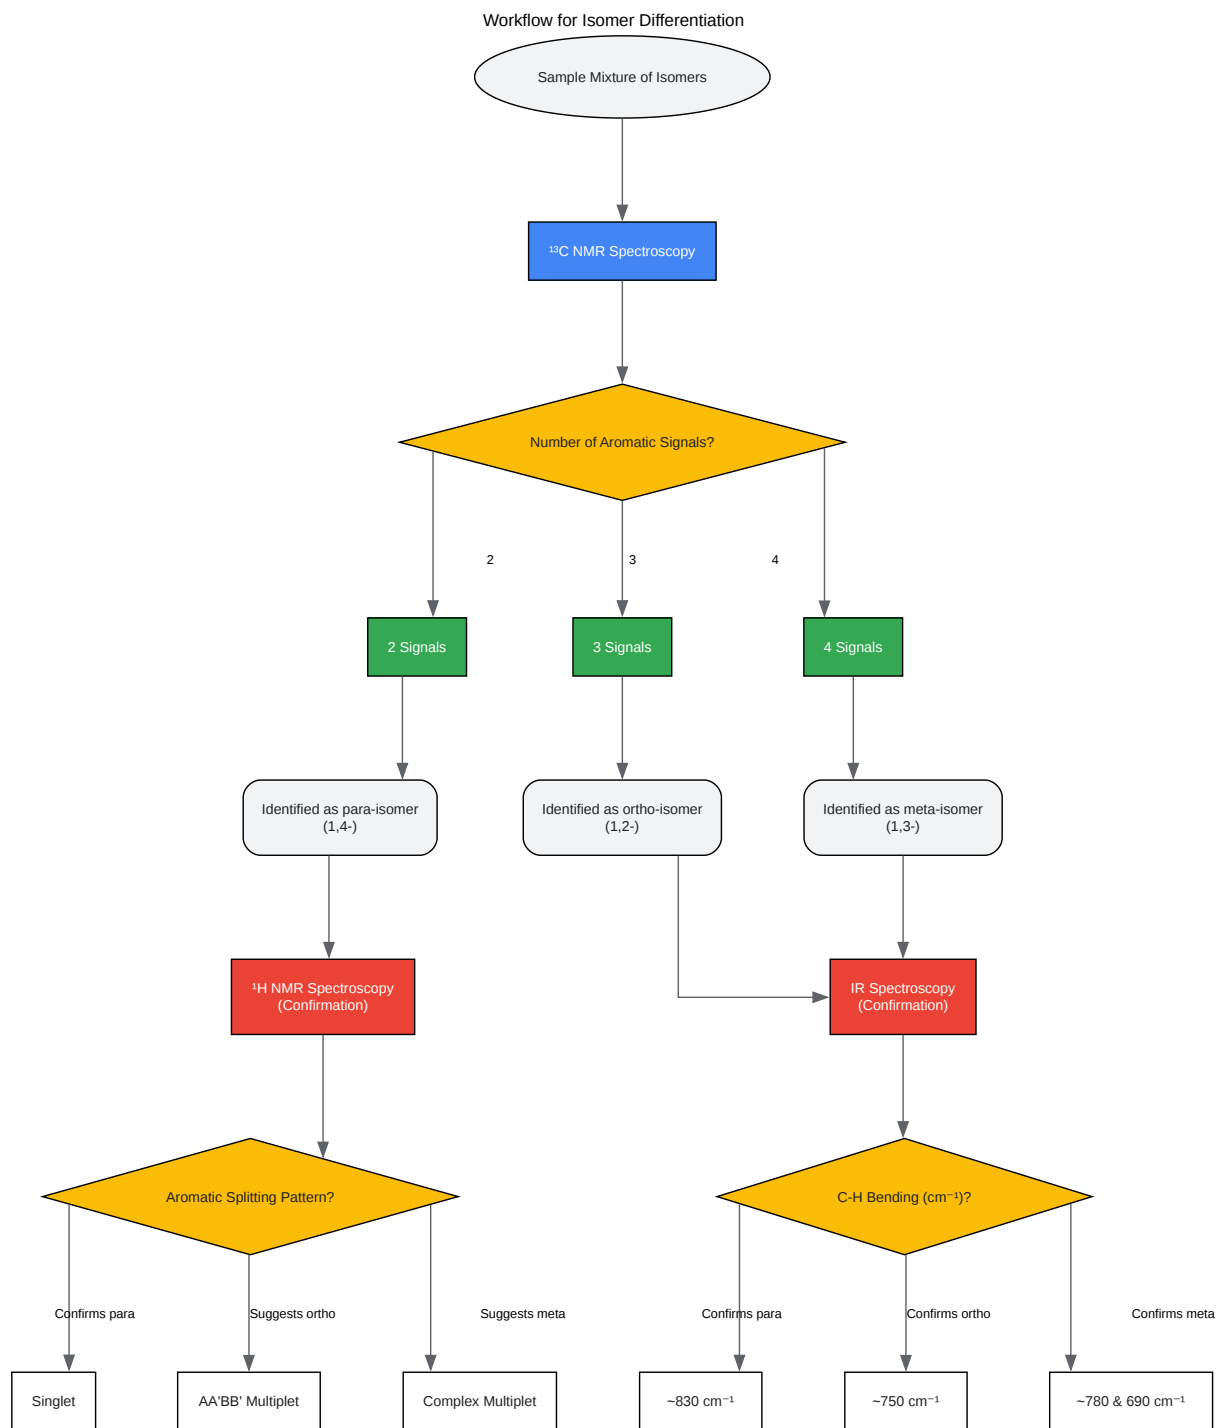 Workflow for Isomer Differentiation
Sample Mixture of Isomers
¹³C NMR Spectroscopy
Number of Aromatic Signals?
2
3
4
2 Signals
3 Signals
4 Signals
Identified as para-isomer
(1,4-)
Identified as ortho-isomer
(1,2-)
Identified as meta-isomer
(1,3-)
¹H NMR Spectroscopy
(Confirmation)
IR Spectroscopy
(Confirmation)
Aromatic Splitting Pattern?
C-H Bending (cm⁻¹)?
Confirms para
Suggests ortho
Suggests meta
Confirms para
Confirms ortho
Confirms meta
Singlet
AA'BB' Multiplet
Complex Multiplet
~830 cm⁻¹
~750 cm⁻¹
~780 & 690 cm⁻¹